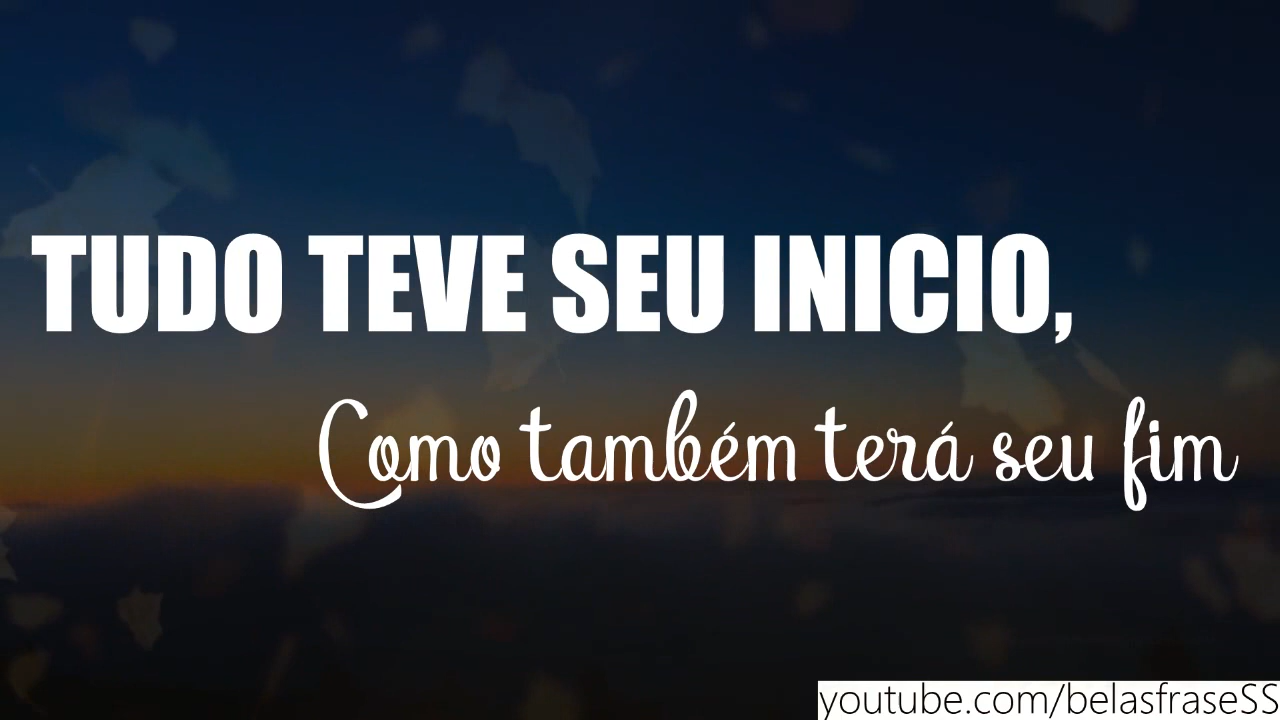 TUDO TEVE SEU INICIO,
Como também terá seu fim
youtube.com/belasfraseSS